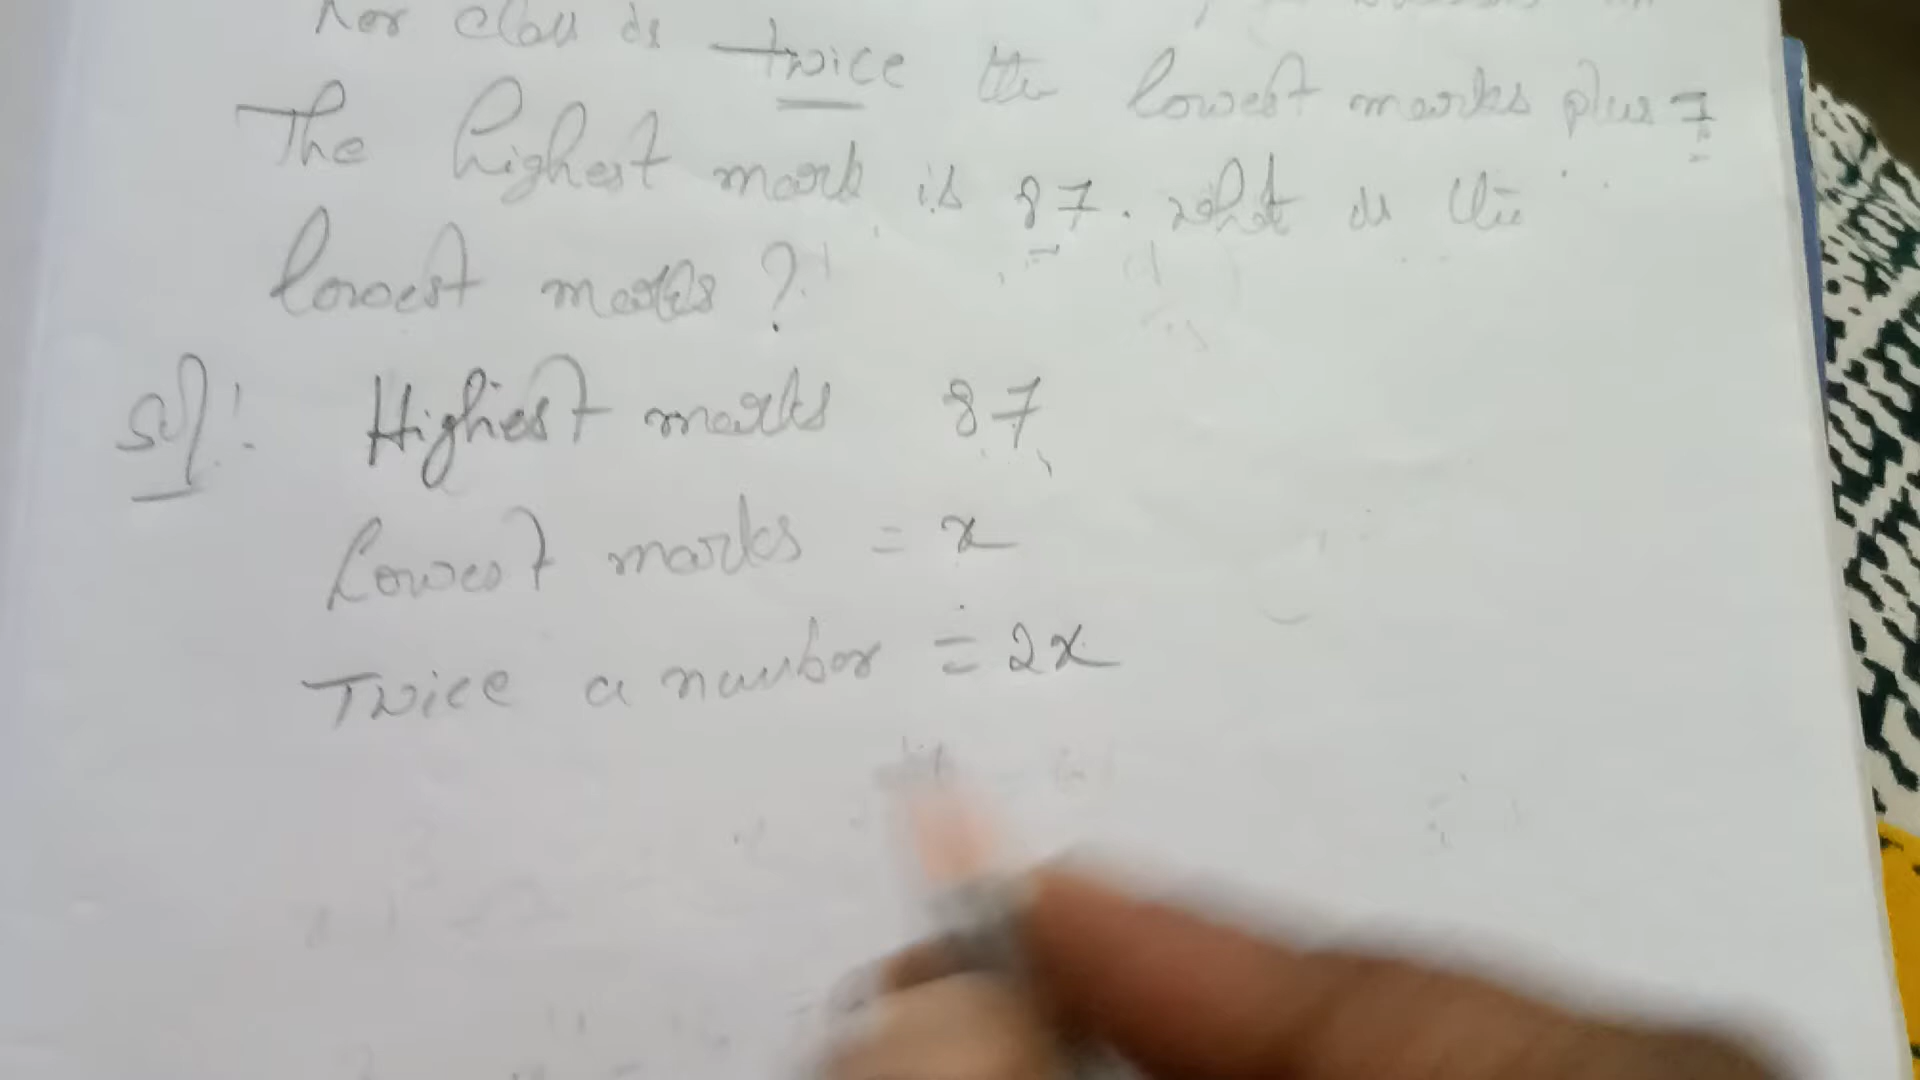 her class is twice the lowest marks plus 7
The highest mark is 87. what is the
lowest marks?
Sol:
Highest marks 87
Lowest marks = x
Twice a number = 2x